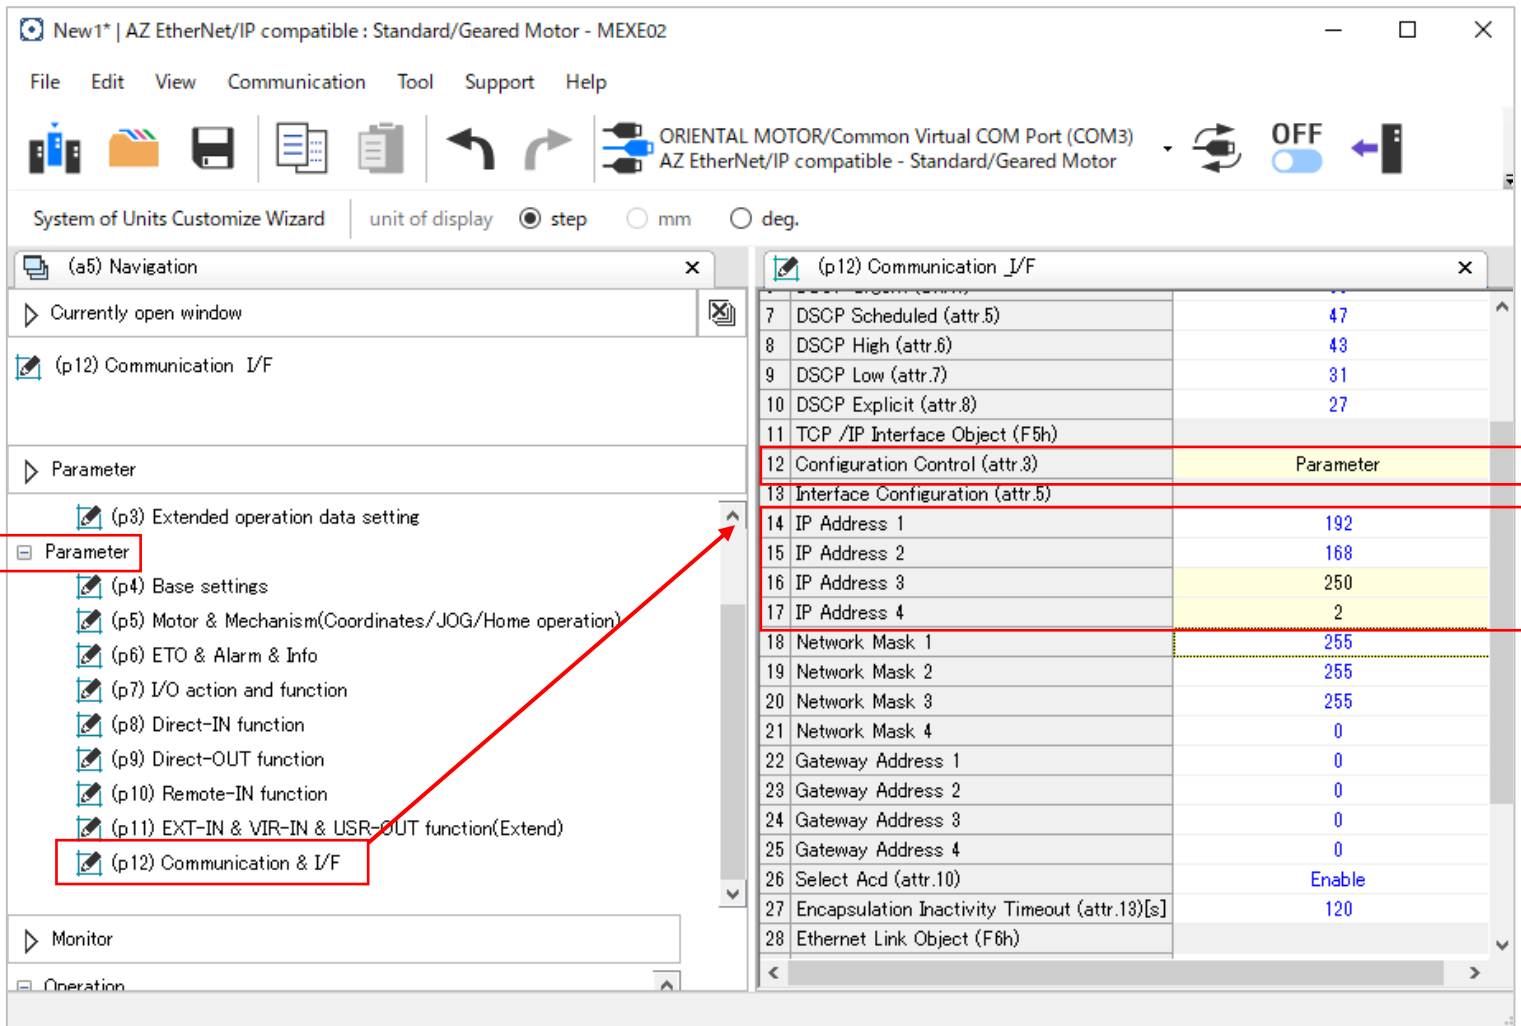 New1* | AZ EtherNet/IP compatible : Standard/Geared Motor - MEXE02
File Edit View Communication Tool Support Help
ORIENTAL MOTOR/Common Virtual COM Port (COM3)
AZ EtherNet/IP compatible - Standard/Geared Motor
OFF
System of Units Customize Wizard unit of display step mm deg.
(a5) Navigation
Currently open window
(p12) Communication I/F
Parameter
(p3) Extended operation data setting
Parameter
(p4) Base settings
(p5) Motor & Mechanism(Coordinates/JOG/Home operation)
(p6) ETO & Alarm & Info
(p7) I/O action and function
(p8) Direct-IN function
(p9) Direct-OUT function
(p10) Remote-IN function
(p11) EXT-IN & VIR-IN & USR-OUT function(Extend)
(p12) Communication & I/F
Monitor
Operation
(p12) Communication _I/F
7 DSCP Scheduled (attr.5) 47
8 DSCP High (attr.6) 43
9 DSCP Low (attr.7) 31
10 DSCP Explicit (attr.8) 27
11 TCP /IP Interface Object (F5h)
12 Configuration Control (attr.3) Parameter
13 Interface Configuration (attr.5)
14 IP Address 1 192
15 IP Address 2 168
16 IP Address 3 250
17 IP Address 4 2
18 Network Mask 1 255
19 Network Mask 2 255
20 Network Mask 3 255
21 Network Mask 4 0
22 Gateway Address 1 0
23 Gateway Address 2 0
24 Gateway Address 3 0
25 Gateway Address 4 0
26 Select Acd (attr.10) Enable
27 Encapsulation Inactivity Timeout (attr.13)[s] 120
28 Ethernet Link Object (F6h)